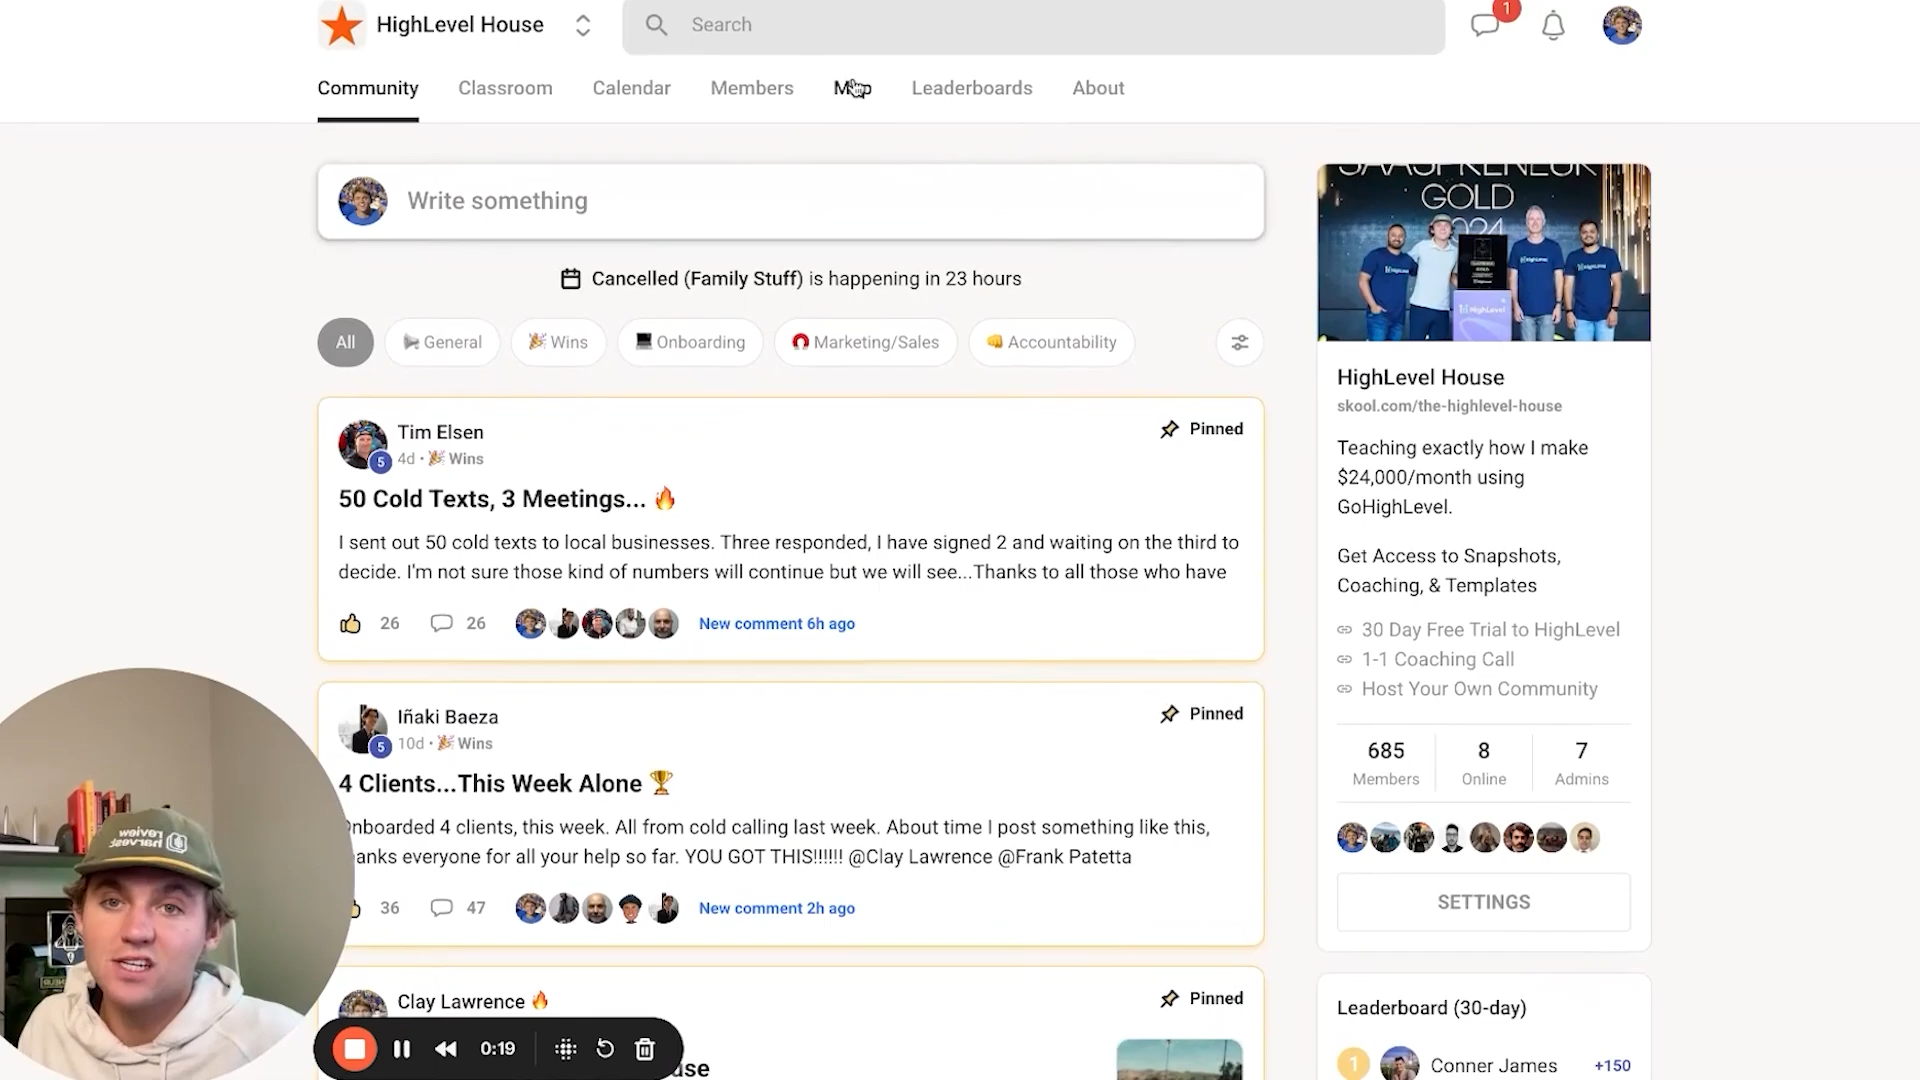 HighLevel House
Search
1
Community
Classroom
Calendar
Members
Leaderboards
About
Write something
Cancelled (Family Stuff) is happening in 23 hours
All
General
Wins
Onboarding
Marketing/Sales
Accountability
Tim Elsen
5
4d • Wins
Pinned
50 Cold Texts, 3 Meetings...
I sent out 50 cold texts to local businesses. Three responded, I have signed 2 and waiting on the third to
decide. I'm not sure those kind of numbers will continue but we will see...Thanks to all those who have
26
26
New comment 6h ago
Iñaki Baeza
5
10d • Wins
Pinned
4 Clients...This Week Alone
nboarded 4 clients, this week. All from cold calling last week. About time I post something like this,
anks everyone for all your help so far. YOU GOT THIS!!!!!! @Clay Lawrence @Frank Patetta
36
47
New comment 2h ago
Clay Lawrence
Pinned
use
0:19
review
harvest
SAASPRENEUR
GOLD
2024
HighLevel
HighLevel House
skool.com/the-highlevel-house
Teaching exactly how I make
$24,000/month using
GoHighLevel.
Get Access to Snapshots,
Coaching, & Templates
30 Day Free Trial to HighLevel
1-1 Coaching Call
Host Your Own Community
685
Members
8
Online
7
Admins
SETTINGS
Leaderboard (30-day)
1
Conner James
+150